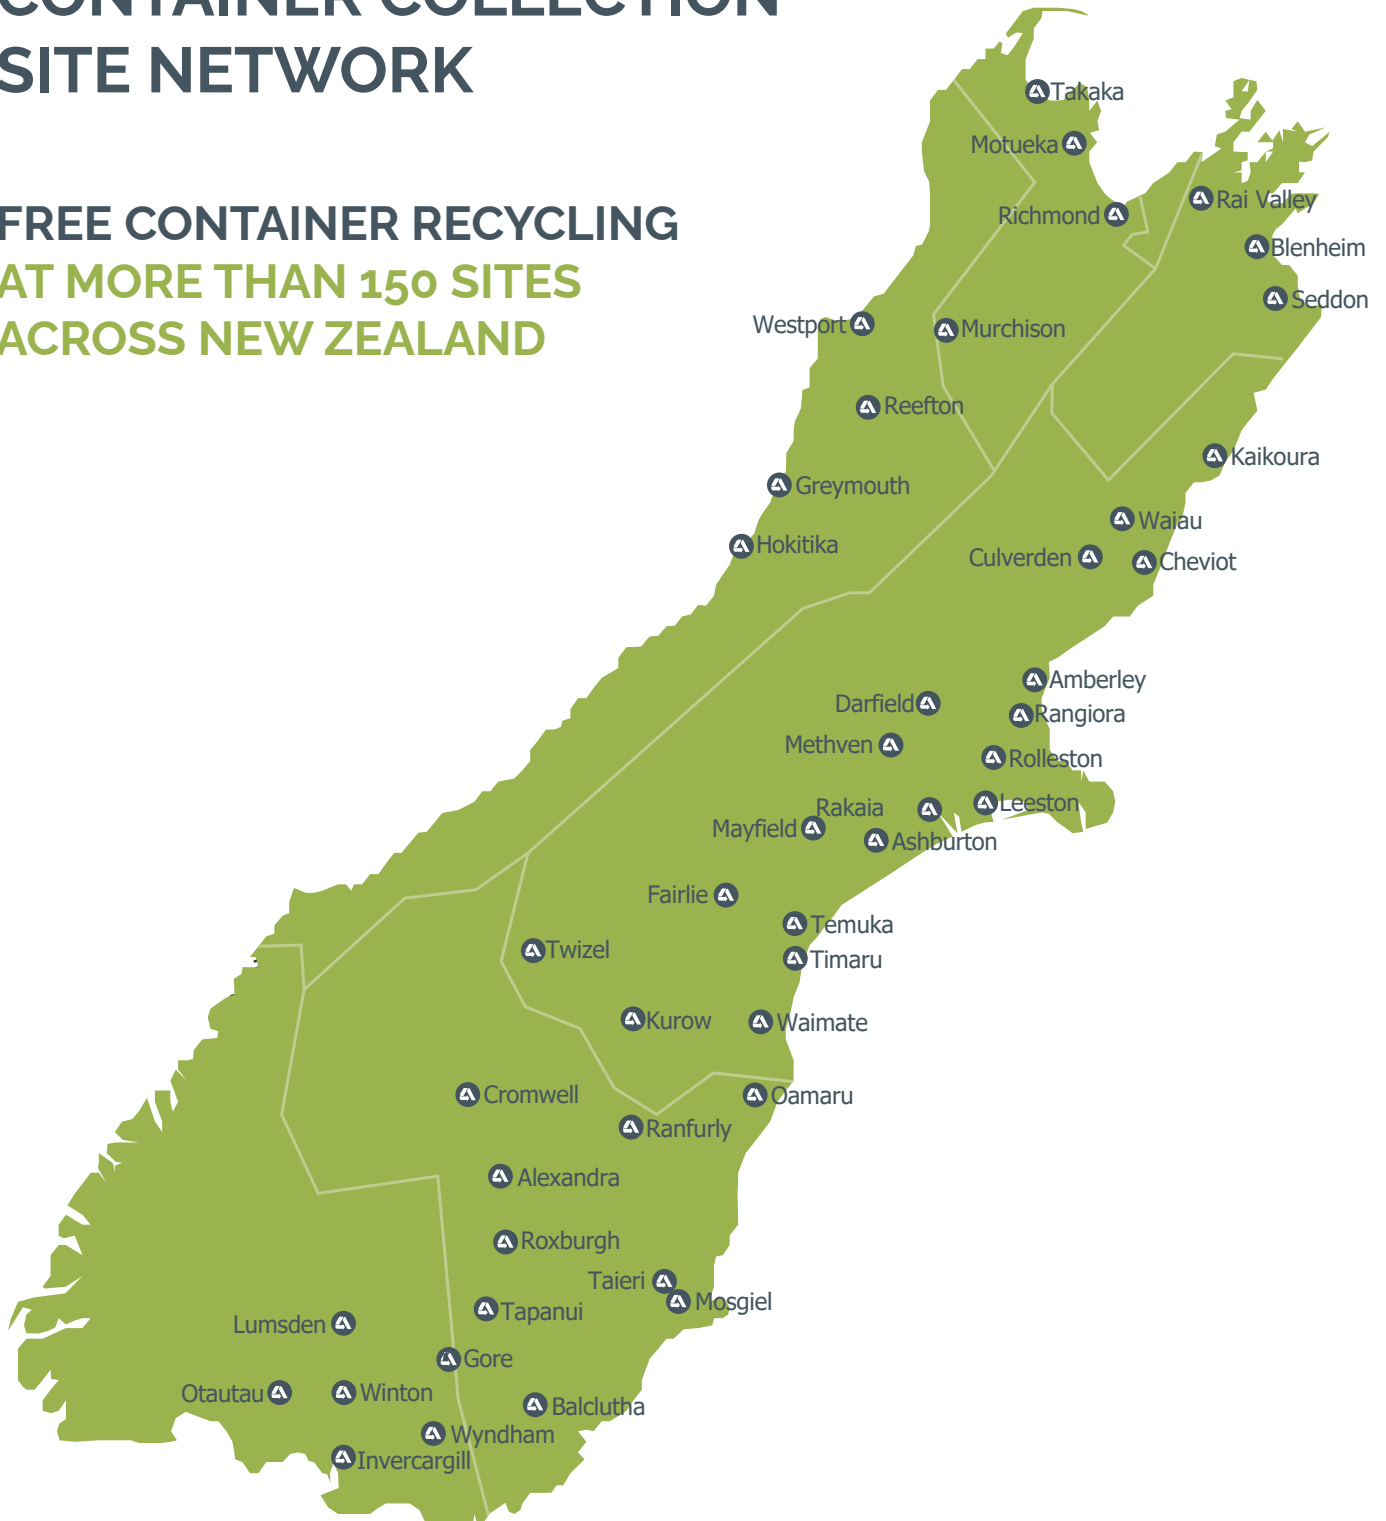 CONTAINER COLLECTION
SITE NETWORK
FREE CONTAINER RECYCLING
AT MORE THAN 150 SITES
ACROSS NEW ZEALAND
Takaka
Motueka
Richmond
Rai Valley
Blenheim
Seddon
Westport
Murchison
Reefton
Kaikoura
Greymouth
Waiau
Hokitika
Culverden
Cheviot
Amberley
Darfield
Rangiora
Methven
Rolleston
Rakaia
Leeston
Mayfield
Ashburton
Fairlie
Temuka
Twizel
Timaru
Kurow
Waimate
Cromwell
Oamaru
Ranfurly
Alexandra
Roxburgh
Taieri
Mosgiel
Tapanui
Lumsden
Gore
Otautau
Winton
Balclutha
Wyndham
Invercargill